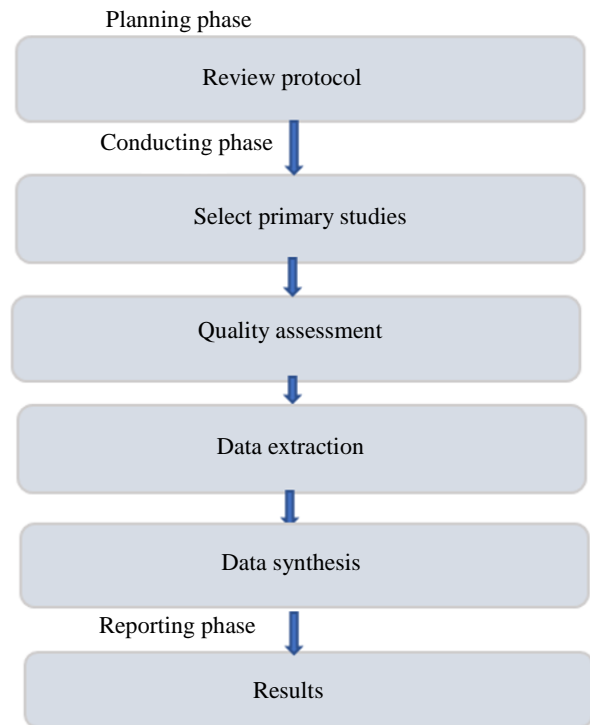 Planning phase
Review protocol
Conducting phase
Select primary studies
Quality assessment
Data extraction
Data synthesis
Reporting phase
Results